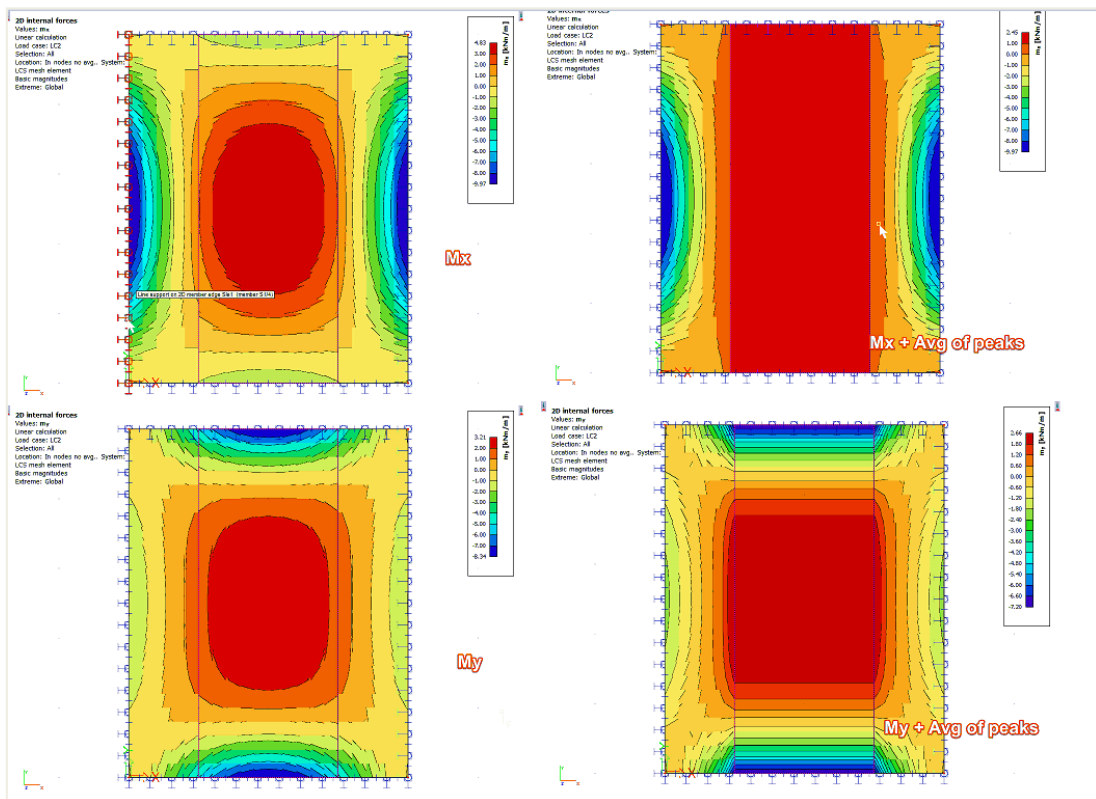 2D internal forces
Values: mx
Linear calculation
Load case: LC2
Selection: All
Location: In nodes no avg.. System:
LCS mesh element
Basic magnitudes
Extreme: Global
4.83
3.00
2.00
1.00
0.00
-1.00
-2.00
-3.00
-4.00
-5.00
-6.00
-7.00
-8.00
-9.97
mx [kNm/m]
Line support on 2D member edge Sle1 (member S1/4)
Mx
2D internal forces
Values: mx
Linear calculation
Load case: LC2
Selection: All
Location: In nodes no avg.. System:
LCS mesh element
Basic magnitudes
Extreme: Global
2.45
1.00
0.00
-1.00
-2.00
-3.00
-4.00
-5.00
-6.00
-7.00
-8.00
-9.97
mx [kNm/m]
Mx + Avg of peaks
2D internal forces
Values: my
Linear calculation
Load case: LC2
Selection: All
Location: In nodes no avg.. System:
LCS mesh element
Basic magnitudes
Extreme: Global
3.21
2.00
1.00
0.00
-1.00
-2.00
-3.00
-4.00
-5.00
-6.00
-7.00
-8.34
my [kNm/m]
My
2D internal forces
Values: my
Linear calculation
Load case: LC2
Selection: All
Location: In nodes no avg.. System:
LCS mesh element
Basic magnitudes
Extreme: Global
3.66
1.80
0.60
-0.60
-1.20
-1.80
-2.40
-3.60
-4.20
-5.40
-6.60
-7.20
my [kNm/m]
My + Avg of peaks